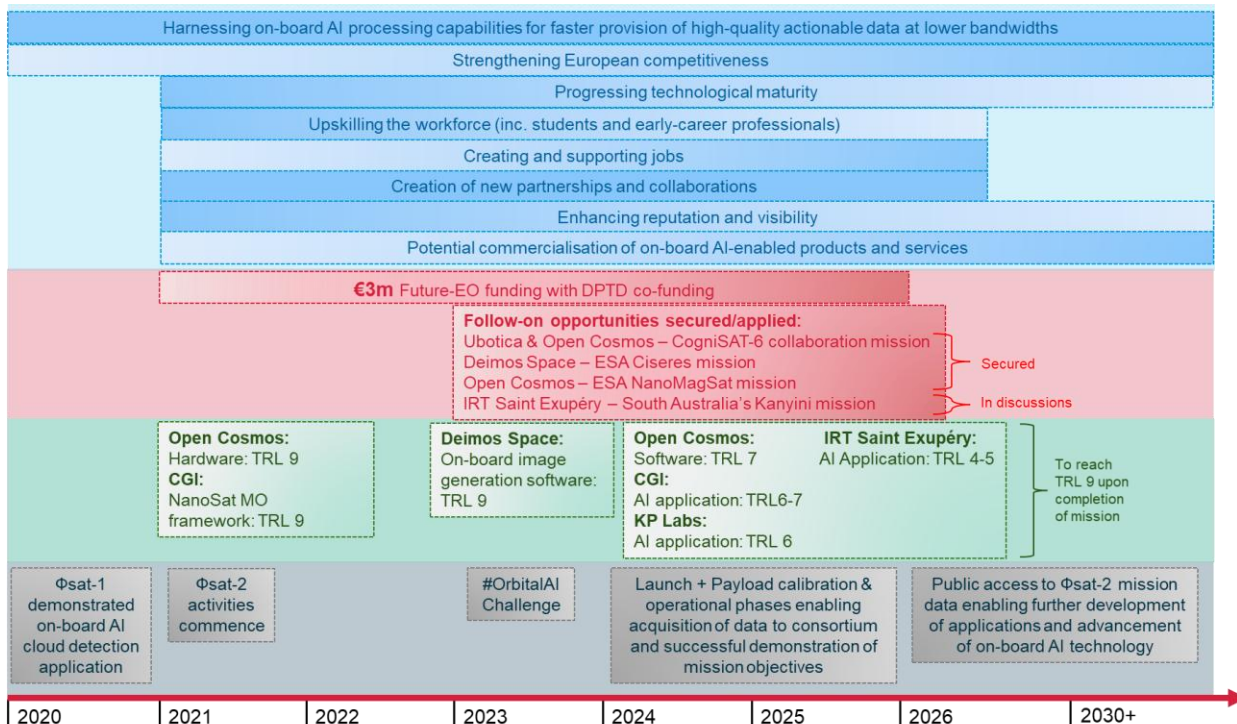 Harnessing on-board AI processing capabilities for faster provision of high-quality actionable data at lower bandwidths
Strengthening European competitiveness
Progressing technological maturity
Upskilling the workforce (inc. students and early-career professionals)
Creating and supporting jobs
Creation of new partnerships and collaborations
Enhancing reputation and visibility
Potential commercialisation of on-board AI-enabled products and services
€3m Future-EO funding with DPTD co-funding
Follow-on opportunities secured/applied:
Ubotica & Open Cosmos – CogniSAT-6 collaboration mission
Deimos Space – ESA Ciseres mission
Open Cosmos – ESA NanoMagSat mission
IRT Saint Exupéry – South Australia's Kanyini mission
Secured
In discussions
Open Cosmos:
Hardware: TRL 9
CGI:
NanoSat MO
framework: TRL 9
Deimos Space:
On-board image
generation software:
TRL 9
Open Cosmos:
Software: TRL 7
CGI:
AI application: TRL6-7
KP Labs:
AI application: TRL 6
IRT Saint Exupéry:
AI Application: TRL 4-5
To reach
TRL 9 upon
completion
of mission
Φsat-1
demonstrated
on-board AI
cloud detection
application
Φsat-2
activities
commence
#OrbitalAI
Challenge
Launch + Payload calibration &
operational phases enabling
acquisition of data to consortium
and successful demonstration of
mission objectives
Public access to Φsat-2 mission
data enabling further development
of applications and advancement
of on-board AI technology
2020
2021
2022
2023
2024
2025
2026
2030+